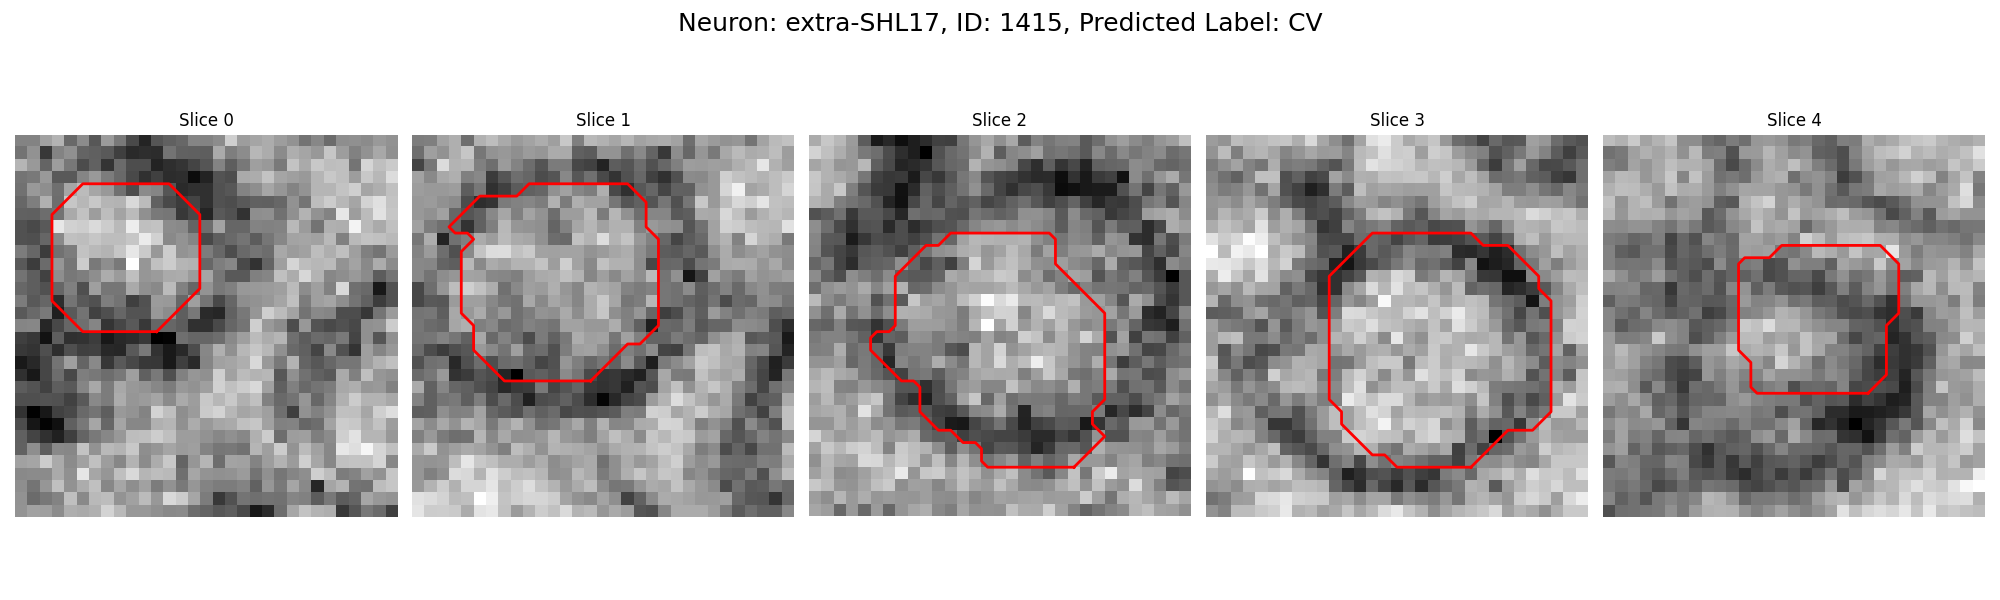 Neuron: extra-SHL17, ID: 1415, Predicted Label: CV
Slice 0
Slice 1
Slice 2
Slice 3
Slice 4